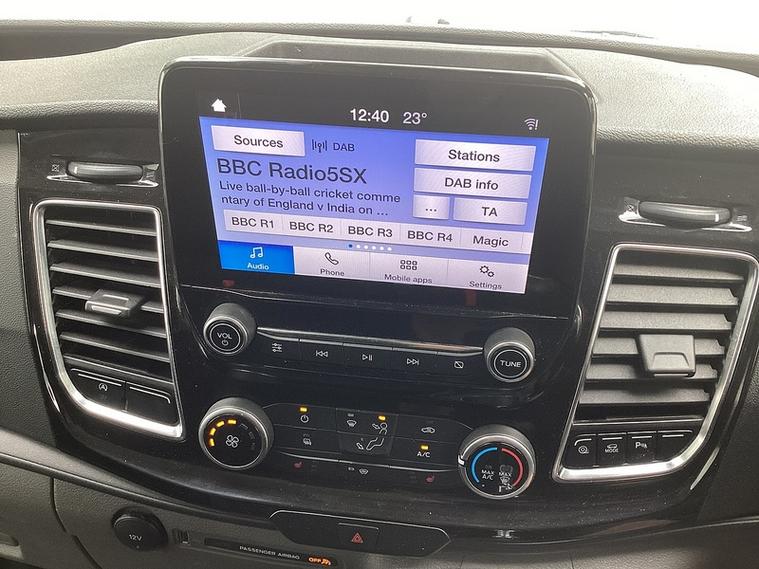 12:40 23°
Sources
DAB
Stations
BBC Radio5SX
Live ball-by-ball cricket comme
ntary of England v India on ...
DAB info
...
TA
BBC R1
BBC R2
BBC R3
BBC R4
Magic
Audio
Phone
Mobile apps
Settings
VOL
TUNE
A/C
MAX
A/C
MAX
MODE
12V
PASSENGER AIRBAG
OFF